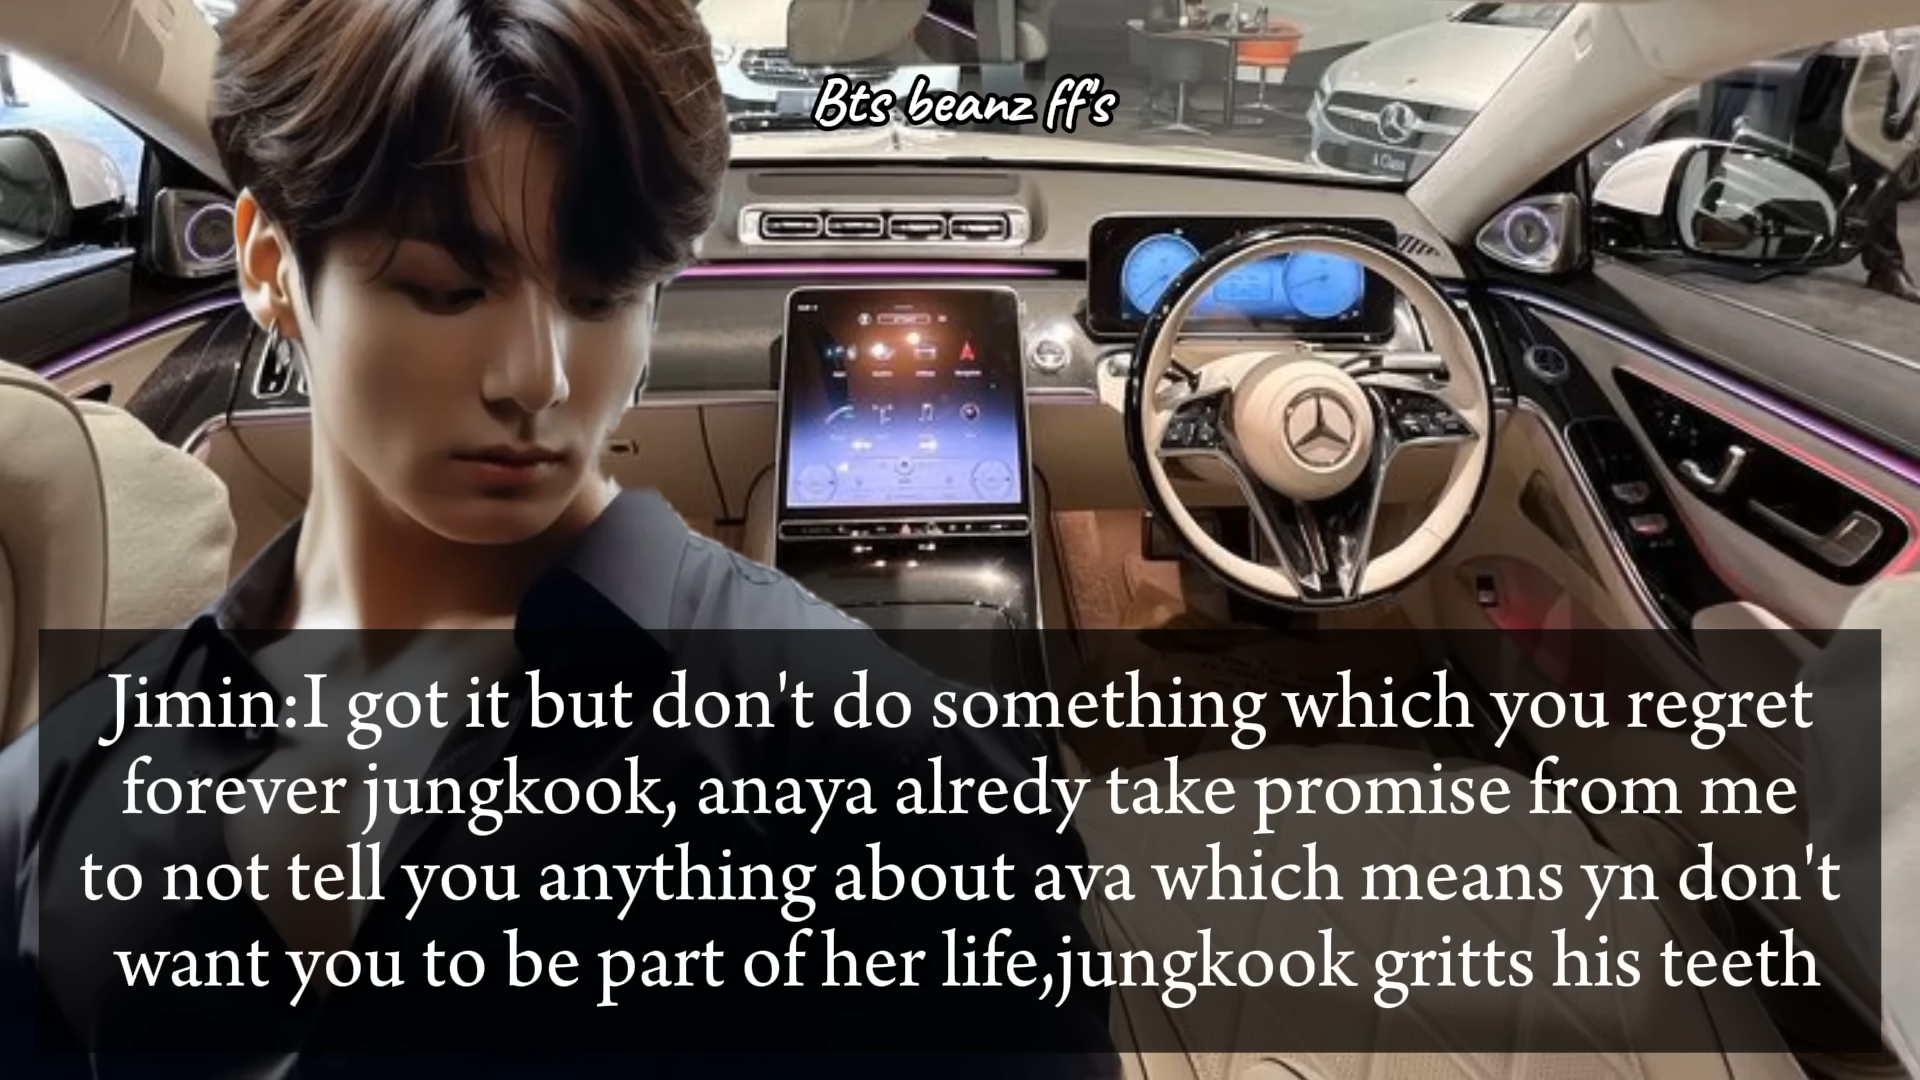 Bts beanz ff's
Jimin:I got it but don't do something which you regret
forever jungkook, anaya alredy take promise from me
to not tell you anything about ava which means yn don't
want you to be part of her life,jungkook gritts his teeth